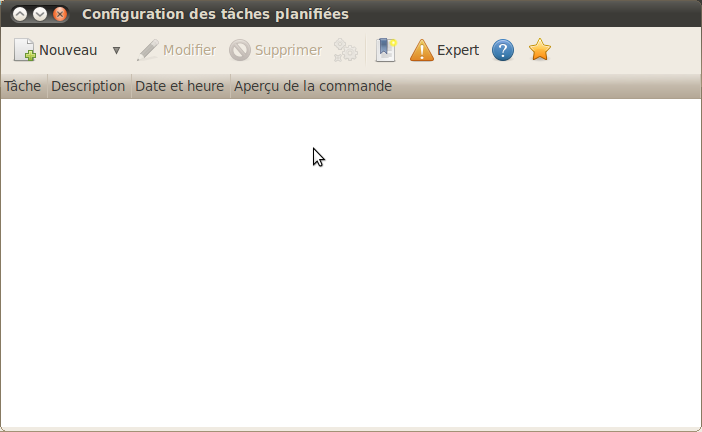 Configuration des tâches planifiées
Nouveau Modifier Supprimer Expert
Tâche Description Date et heure Aperçu de la commande